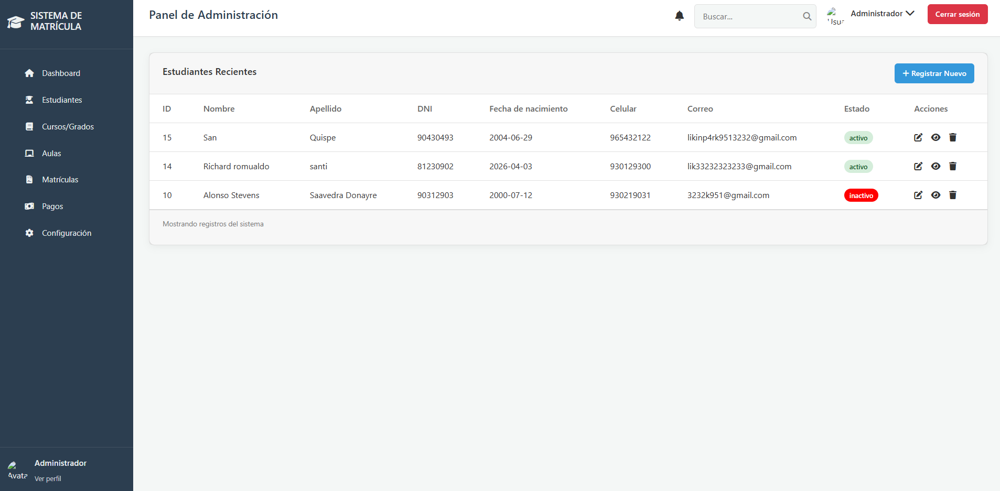 SISTEMA DE
MATRÍCULA
Dashboard
Estudiantes
Cursos/Grados
Aulas
Matrículas
Pagos
Configuración
Administrador
Avata
Ver perfil
Panel de Administración
Buscar...
'Usua
Administrador
Cerrar sesión
Estudiantes Recientes
+ Registrar Nuevo
ID Nombre Apellido DNI Fecha de nacimiento Celular Correo Estado Acciones
15 San Quispe 90430493 2004-06-29 965432122 likinp4rk9513232@gmail.com activo
14 Richard romualdo santi 81230902 2026-04-03 930129300 lik33232323233@gmail.com activo
10 Alonso Stevens Saavedra Donayre 90312903 2000-07-12 930219031 3232k951@gmail.com inactivo
Mostrando registros del sistema